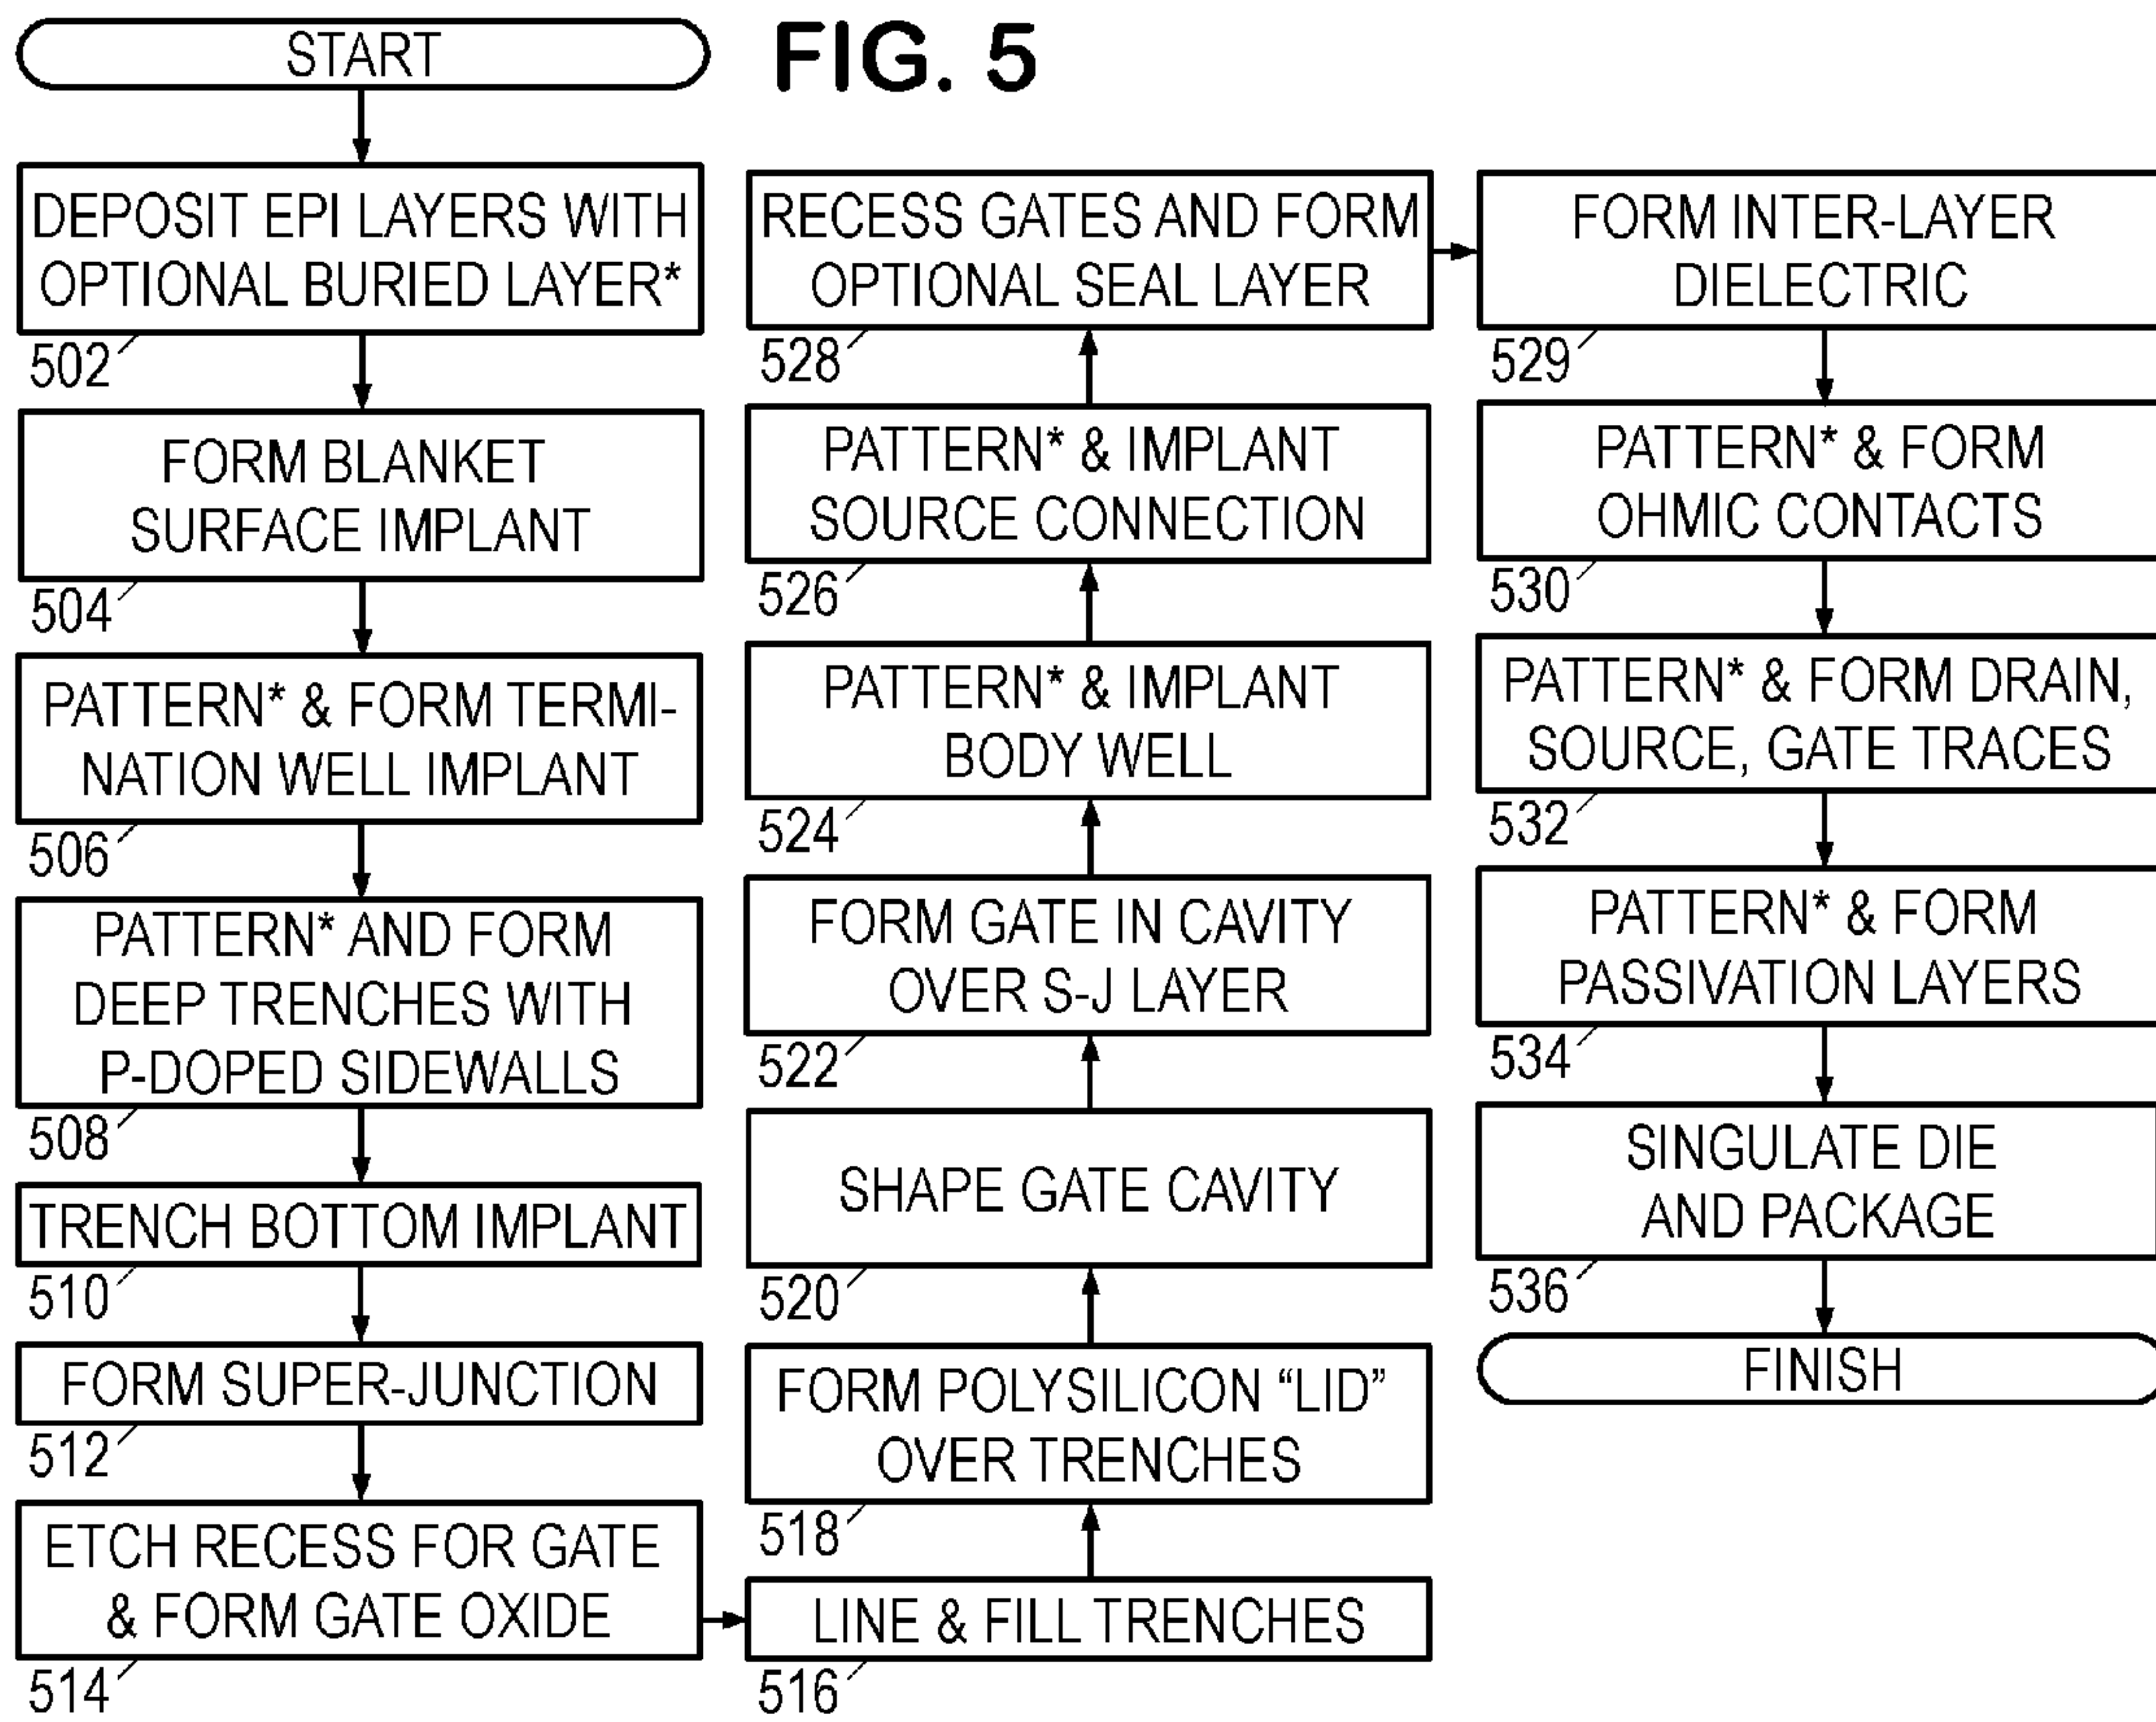 FIG. 5
START
DEPOSIT EPI LAYERS WITH
OPTIONAL BURIED LAYER*
502
FORM BLANKET
SURFACE IMPLANT
504
PATTERN* & FORM TERMI-
NATION WELL IMPLANT
506
PATTERN* AND FORM
DEEP TRENCHES WITH
P-DOPED SIDEWALLS
508
TRENCH BOTTOM IMPLANT
510
FORM SUPER-JUNCTION
512
ETCH RECESS FOR GATE
& FORM GATE OXIDE
514
LINE & FILL TRENCHES
516
FORM POLYSILICON “LID”
OVER TRENCHES
518
SHAPE GATE CAVITY
520
FORM GATE IN CAVITY
OVER S-J LAYER
522
PATTERN* & IMPLANT
BODY WELL
524
PATTERN* & IMPLANT
SOURCE CONNECTION
526
RECESS GATES AND FORM
OPTIONAL SEAL LAYER
528
FORM INTER-LAYER
DIELECTRIC
529
PATTERN* & FORM
OHMIC CONTACTS
530
PATTERN* & FORM DRAIN,
SOURCE, GATE TRACES
532
PATTERN* & FORM
PASSIVATION LAYERS
534
SINGULATE DIE
AND PACKAGE
536
FINISH